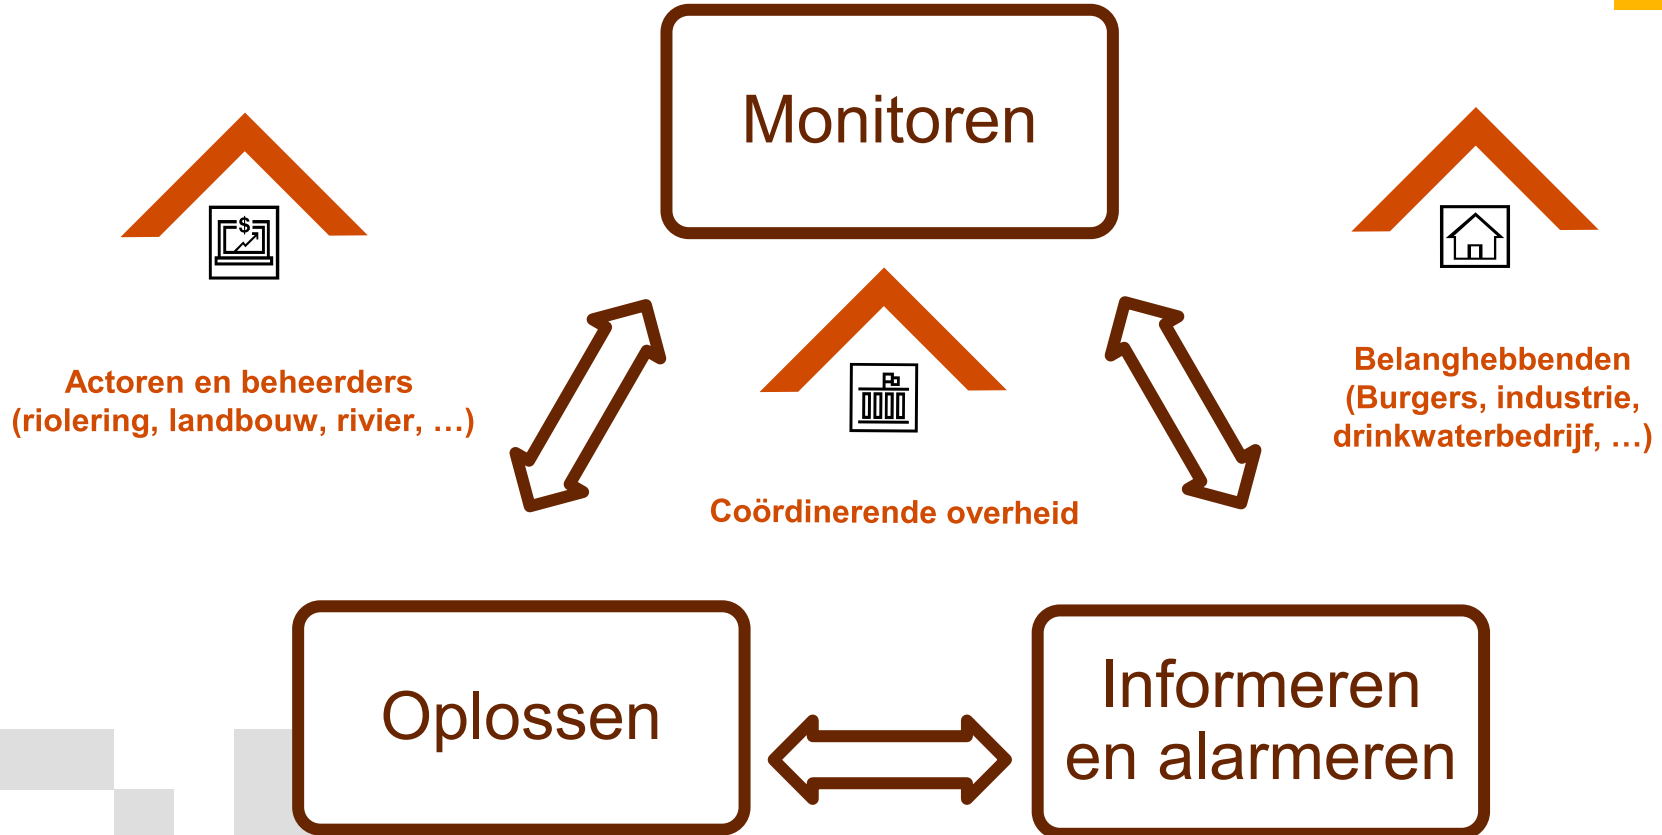 Monitoren
$
Actoren en beheerders
(riolering, landbouw, rivier, …)
Coördinerende overheid
Belanghebbenden
(Burgers, industrie,
drinkwaterbedrijf, …)
Oplossen
Informeren
en alarmeren